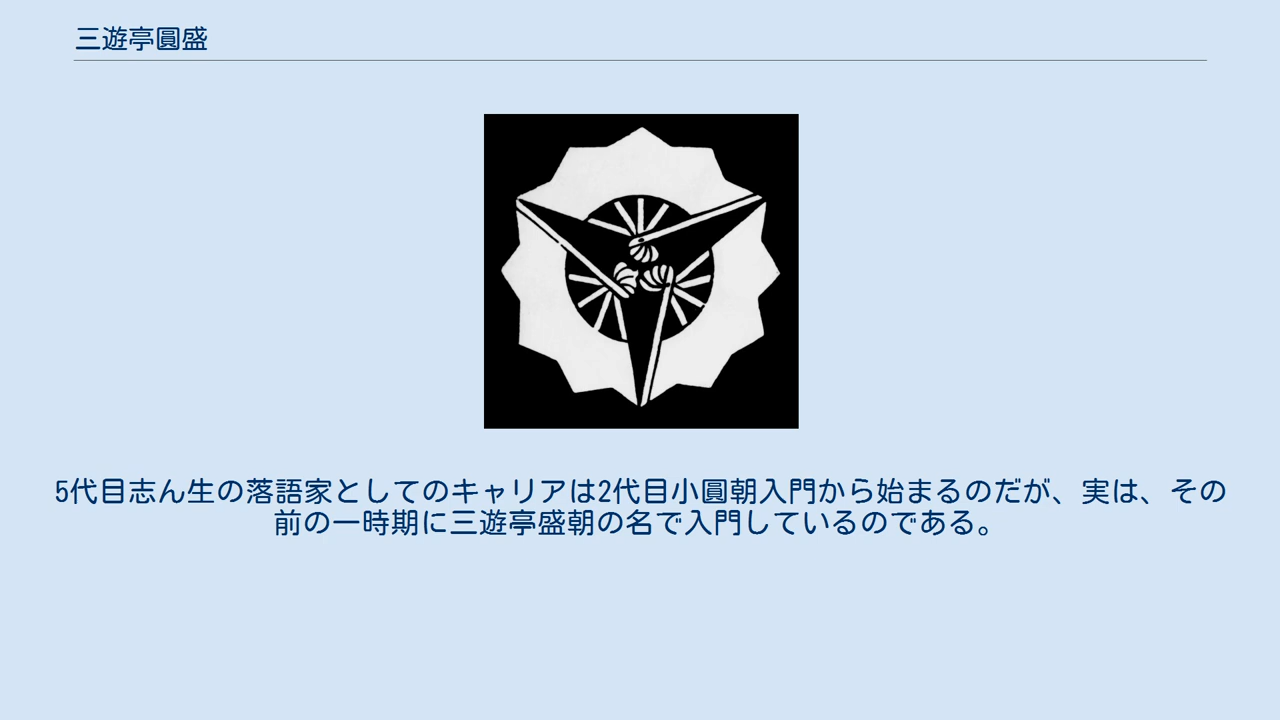 三遊亭圓盛
5代目志ん生の落語家としてのキャリアは2代目小圓朝入門から始まるのだが、実は、その
前の一時期に三遊亭盛朝の名で入門しているのである。